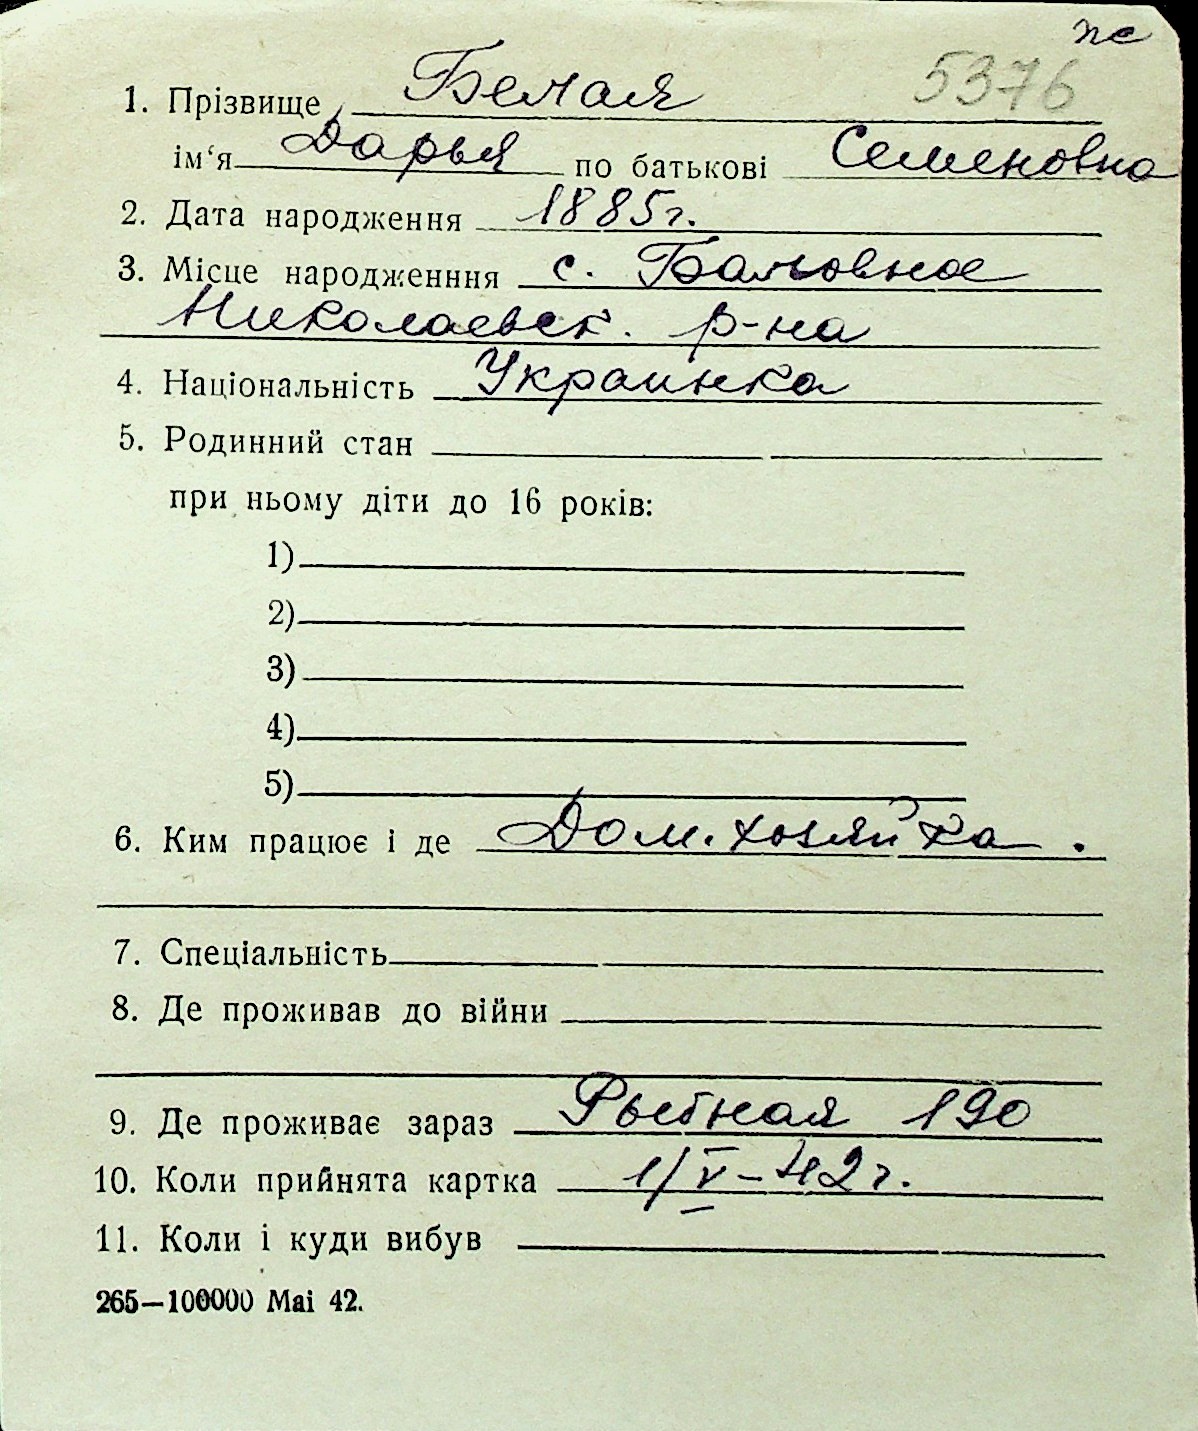 пс
5376
1. Прізвище Белая
ім‘я Дарья по батькові Семеновна
2. Дата народження 1885г.
3. Місце народженння с. Баловное
Николаевск. р-на
4. Національність Украинка
5. Родинний стан
при ньому діти до 16 років:
1)
2)
3)
4)
5)
6. Ким працює і де Дом. хозяйка.
7. Спеціальність
8. Де проживав до війни
9. Де проживає зараз Рыбная 190
10. Коли прийнята картка 1/V-42 г.
11. Коли і куди вибув
265—100000 Mai 42.